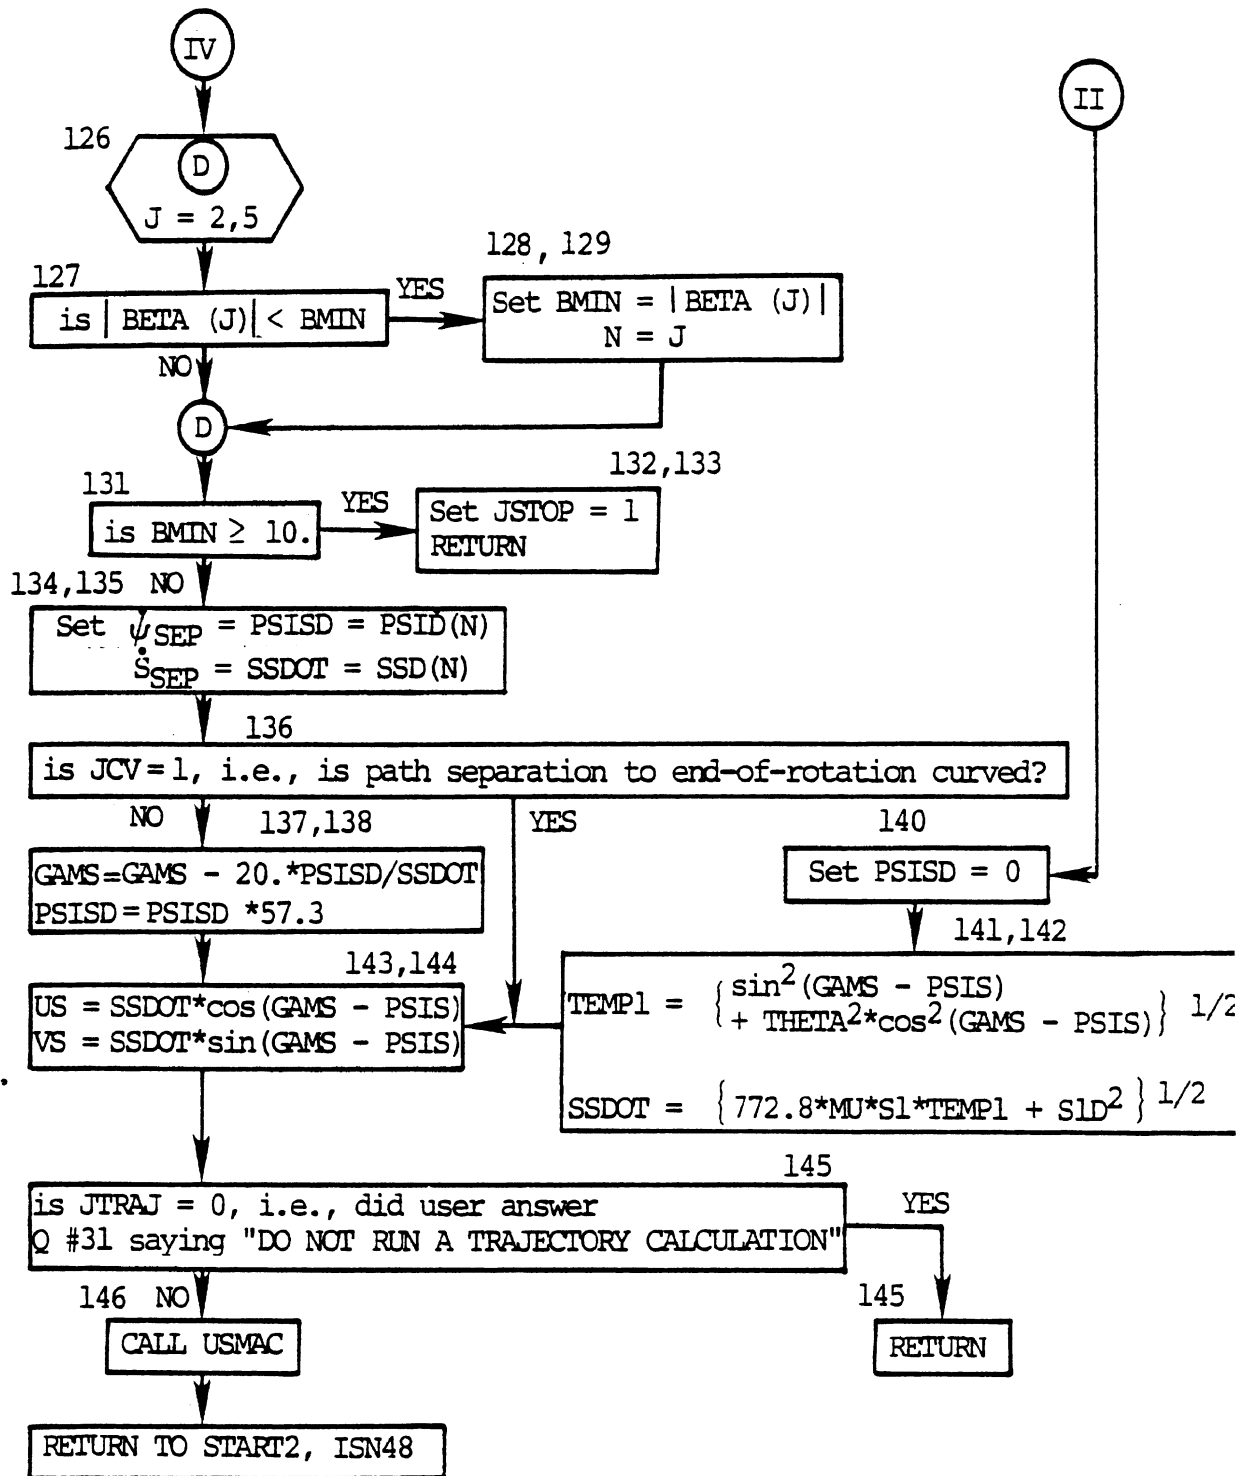 IV
II
126
D
J = 2,5
127
is | BETA (J)| < BMIN
YES
128, 129
Set BMIN = | BETA (J)|
N = J
NO
D
131
is BMIN ≥ 10.
YES
132,133
Set JSTOP = 1
RETURN
134,135 NO
Set ψ̇SEP = PSISD = PSID(N)
ṠSEP = SSDOT = SSD(N)
136
is JCV = 1, i.e., is path separation to end-of-rotation curved?
NO
137,138
YES
140
GAMS=GAMS - 20.*PSISD/SSDOT
PSISD=PSISD *57.3
Set PSISD = 0
141,142
143,144
US = SSDOT*cos(GAMS - PSIS)
VS = SSDOT*sin(GAMS - PSIS)
TEMP1 = {sin²(GAMS - PSIS)
+ THETA²*cos²(GAMS - PSIS)} 1/2
SSDOT = {772.8*MU*S1*TEMP1 + S1D²} 1/2
145
is JTRAJ = 0, i.e., did user answer
Q #31 saying "DO NOT RUN A TRAJECTORY CALCULATION"
YES
146 NO
145
CALL USMAC
RETURN
RETURN TO START2, ISN48